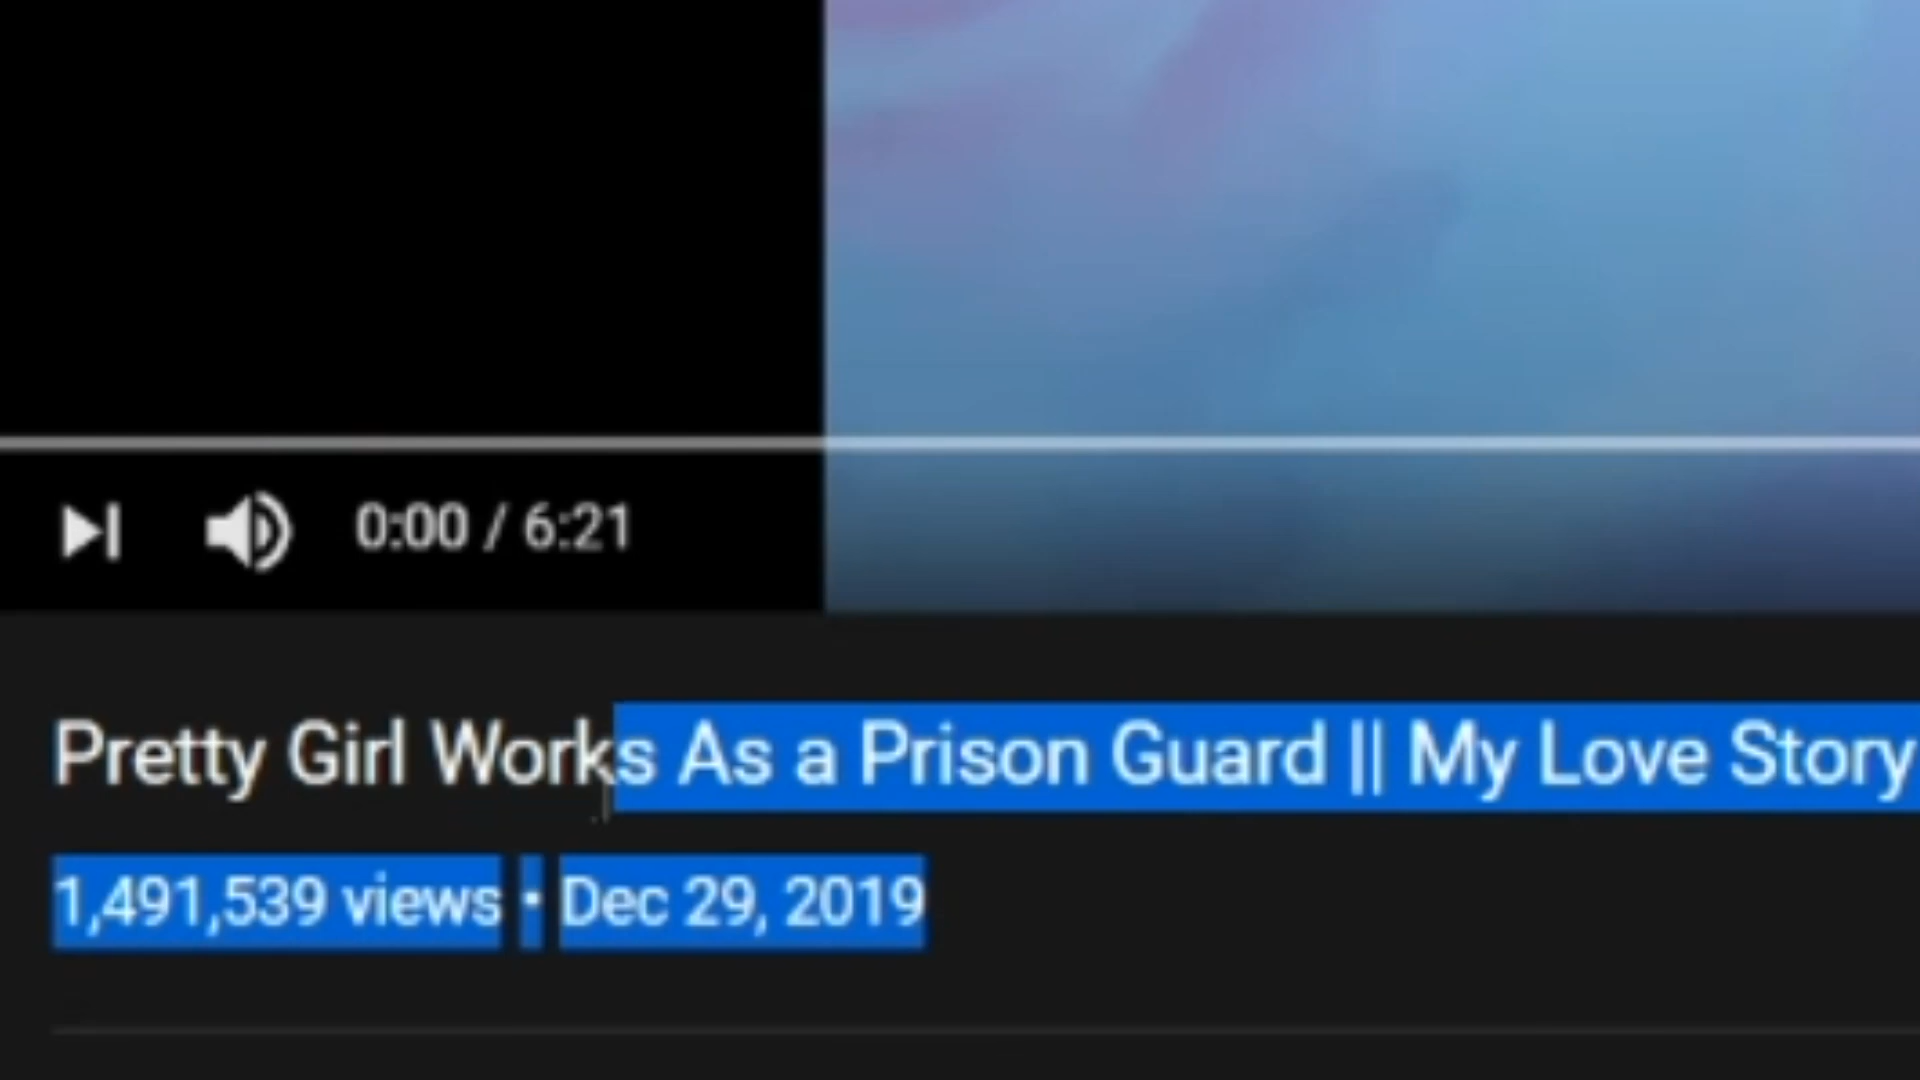 0:00 / 6:21
Pretty Girl Works As a Prison Guard || My Love Story
1,491,539 views • Dec 29, 2019